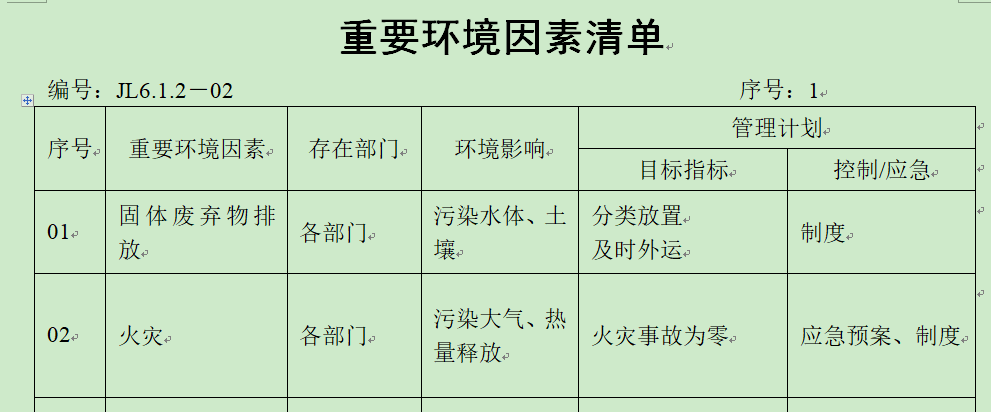 重要环境因素清单
编号：JL6.1.2－02 序号：1
序号 重要环境因素 存在部门 环境影响 管理计划
目标指标 控制/应急
01 固体废弃物排放 各部门 污染水体、土壤 分类放置 及时外运 制度
02 火灾 各部门 污染大气、热量释放 火灾事故为零 应急预案、制度